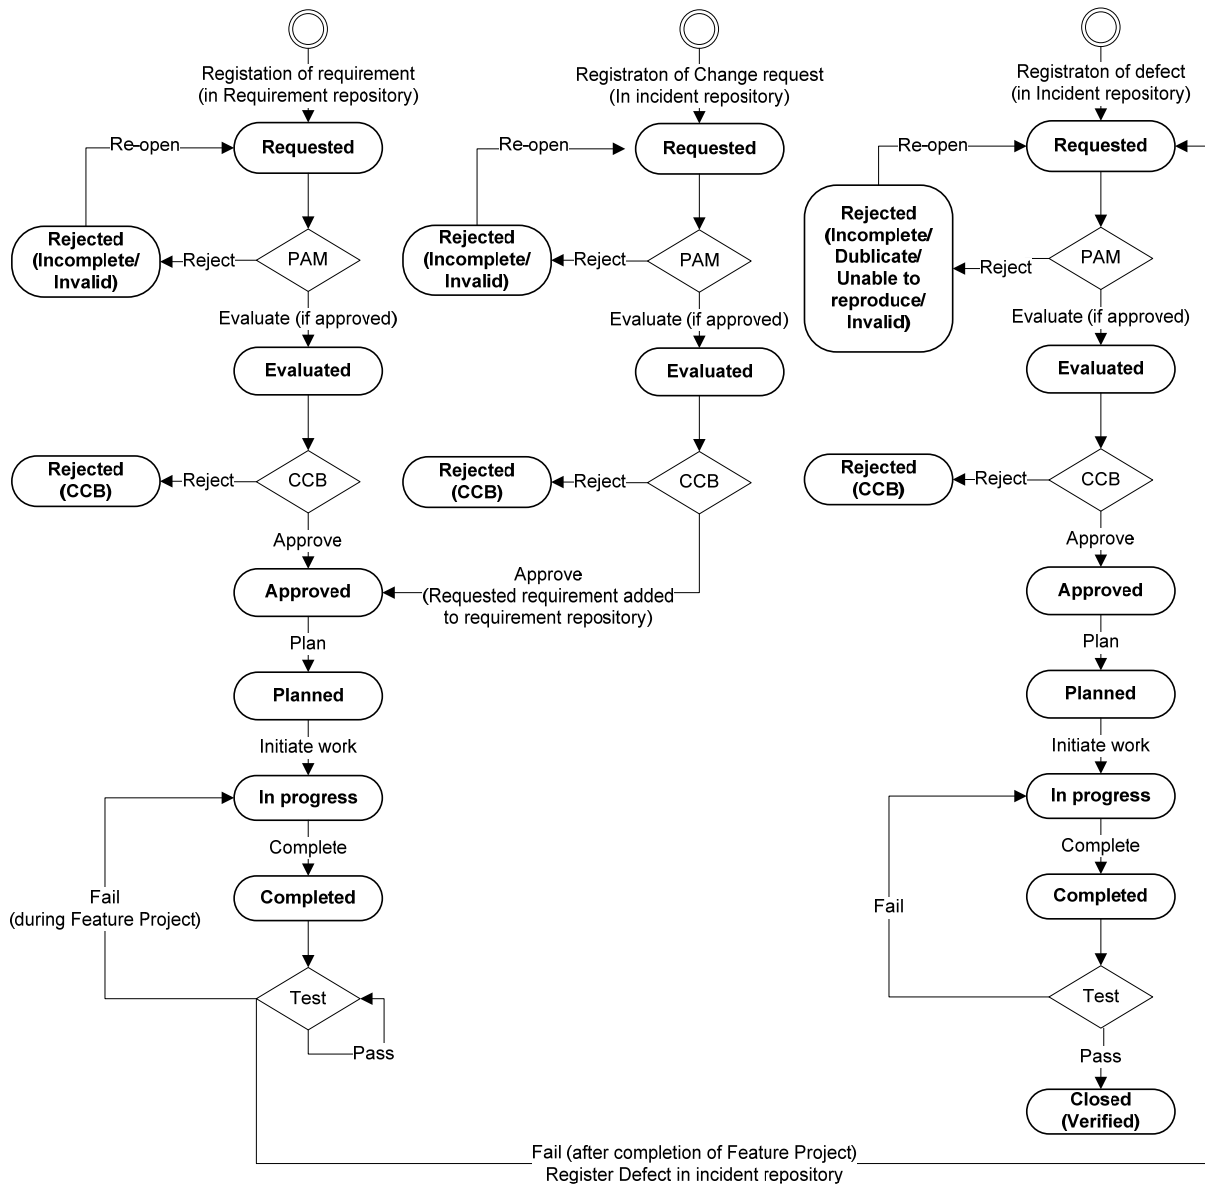 Registation of requirement
(in Requirement repository)
Requested
Re-open
PAM
Reject
Rejected
(Incomplete/
Invalid)
Evaluate (if approved)
Evaluated
CCB
Reject
Rejected
(CCB)
Approve
Approved
Plan
Planned
Initiate work
In progress
Complete
Completed
Fail
(during Feature Project)
Test
Pass
Registraton of Change request
(In incident repository)
Requested
Re-open
PAM
Reject
Rejected
(Incomplete/
Invalid)
Evaluate (if approved)
Evaluated
CCB
Reject
Rejected
(CCB)
Approve
(Requested requirement added
to requirement repository)
Registraton of defect
(in Incident repository)
Requested
Re-open
PAM
Reject
Rejected
(Incomplete/
Dublicate/
Unable to
reproduce/
Invalid)
Evaluate (if approved)
Evaluated
CCB
Reject
Rejected
(CCB)
Approve
Approved
Plan
Planned
Initiate work
In progress
Complete
Completed
Fail
Test
Pass
Closed
(Verified)
Fail (after completion of Feature Project)
Register Defect in incident repository